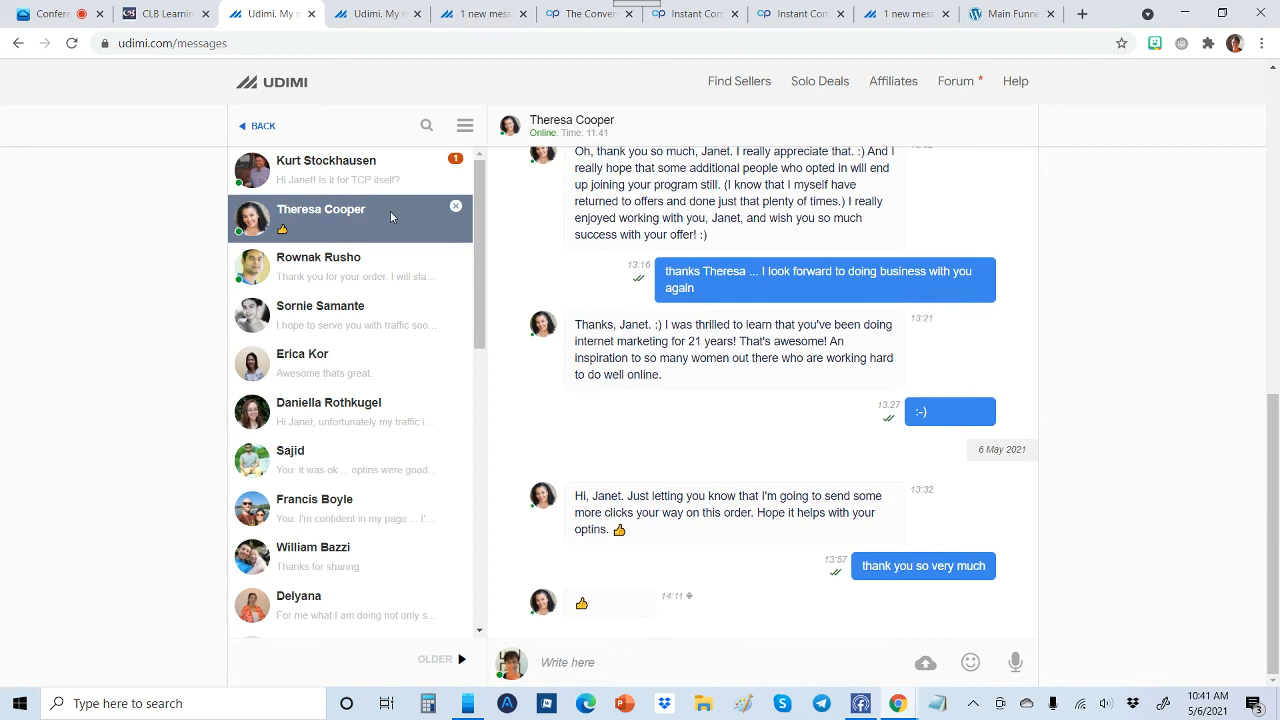 Confere
CLB Learnin
Udimi: My n
Udimi: My n
1 new mess
The Conver
Instant Con
Instant Con
1 new mess
Main Funne
udimi.com/messages
UDIMI
Find Sellers
Solo Deals
Affiliates
Forum *
Help
BACK
Theresa Cooper
Online. Time. 11:41
Kurt Stockhausen
1
Hi Janet! Is it for TCP itself?
Theresa Cooper
👍
Rownak Rusho
Thank you for your order. I will sta...
Sornie Samante
I hope to serve you with traffic soo...
Erica Kor
Awesome thats great.
Daniella Rothkugel
Hi Janet, unfortunately my traffic i...
Sajid
You: it was ok ... optins were good...
Francis Boyle
You: I'm confident in my page ... I'...
William Bazzi
Thanks for sharing
Delyana
For me what I am doing not only s...
OLDER
Oh, thank you so much, Janet. I really appreciate that. :) And I
really hope that some additional people who opted in will end
up joining your program still. (I know that I myself have
returned to offers and done just that plenty of times.) I really
enjoyed working with you, Janet, and wish you so much
success with your offer! :)
13:16
thanks Theresa ... I look forward to doing business with you
again
Thanks, Janet. :) I was thrilled to learn that you've been doing
internet marketing for 21 years! That's awesome! An
inspiration to so many women out there who are working hard
to do well online.
13:21
13:27
:-)
6 May 2021
Hi, Janet. Just letting you know that I'm going to send some
more clicks your way on this order. Hope it helps with your
optins. 👍
13:32
13:57
thank you so very much
👍
14:11
Write here
Type here to search
10:41 AM
5/6/2021
3